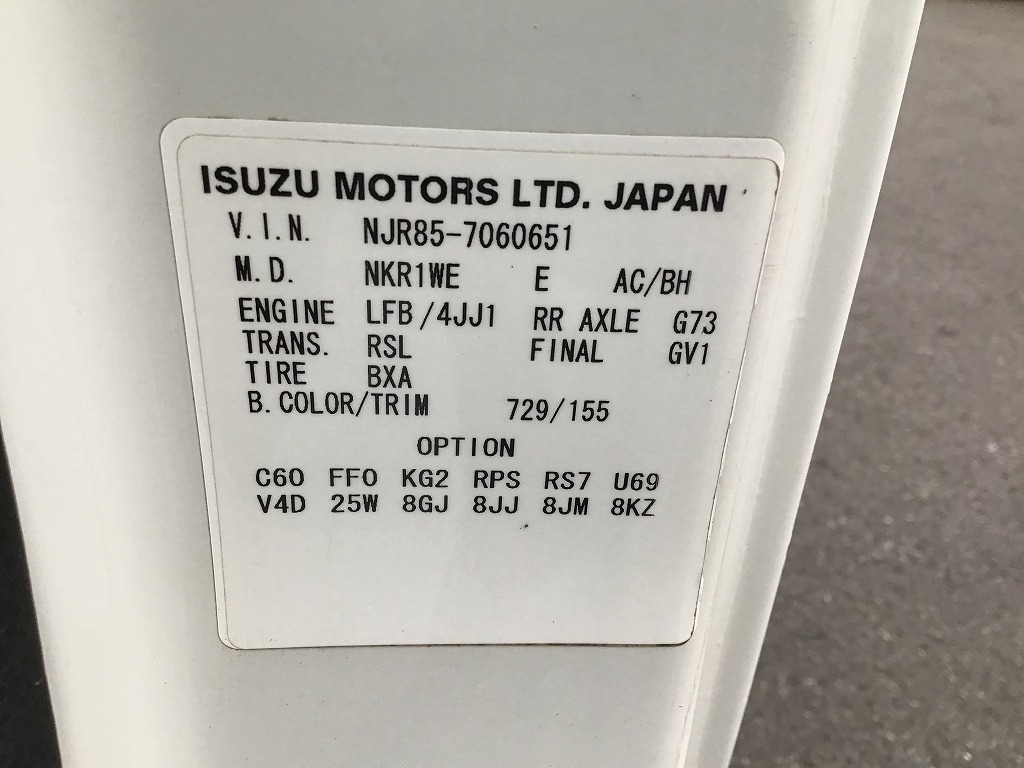 ISUZU MOTORS LTD. JAPAN
V.I.N. NJR85-7060651
M.D. NKR1WE E AC/BH
ENGINE LFB/4JJ1 RR AXLE G73
TRANS. RSL FINAL GV1
TIRE BXA
B.COLOR/TRIM 729/155
OPTION
C60 FF0 KG2 RPS RS7 U69
V4D 25W 8GJ 8JJ 8JM 8KZ